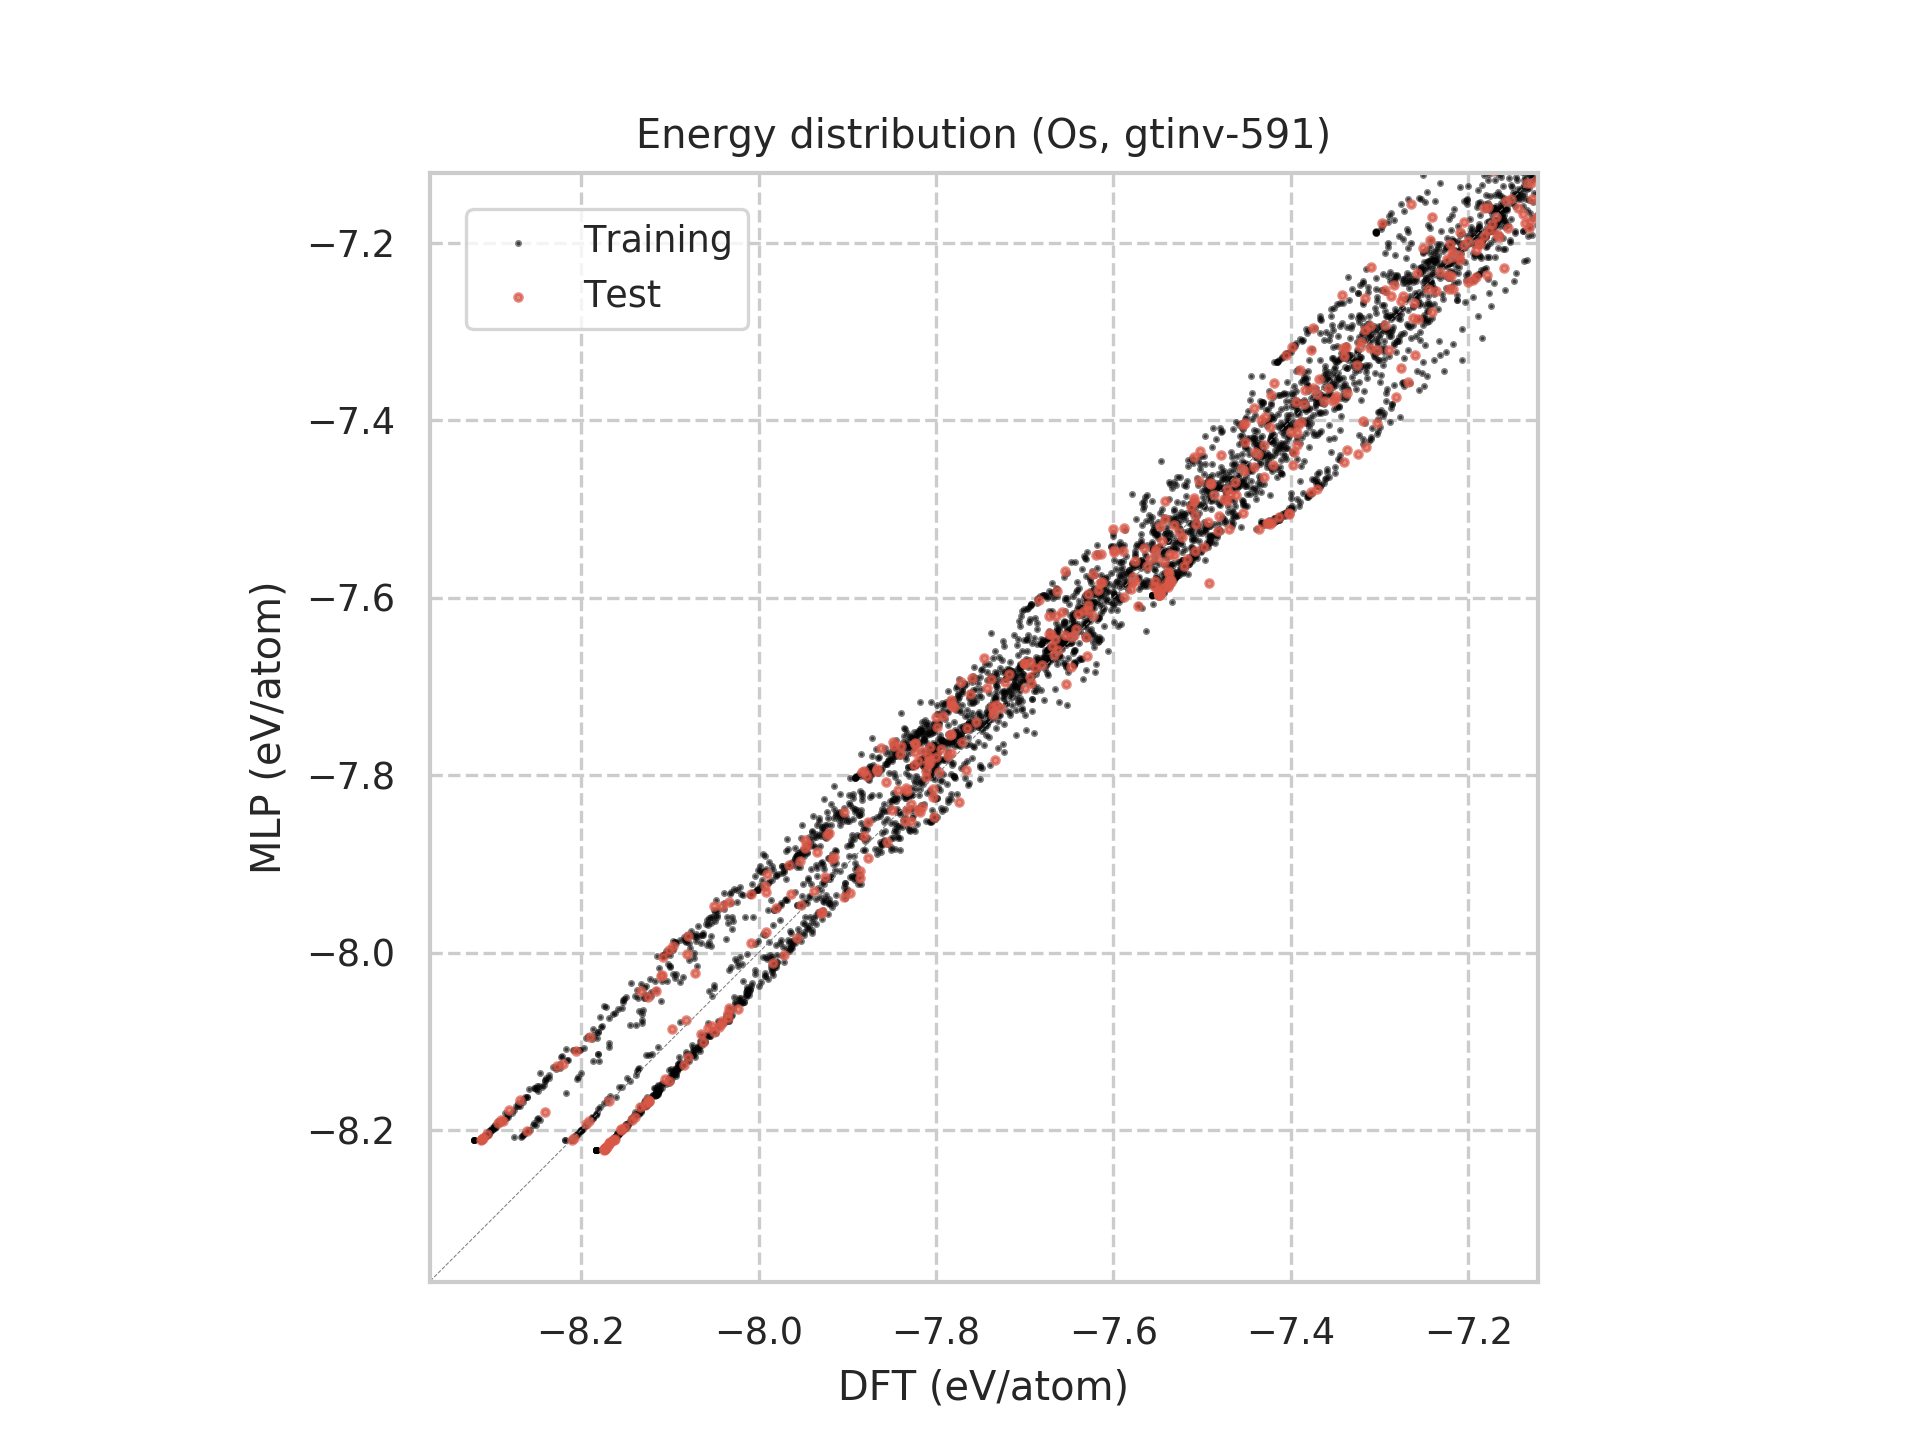 Energy distribution (Os, gtinv-591)
Training
Test
−7.2
−7.4
−7.6
−7.8
−8.0
−8.2
MLP (eV/atom)
−8.2 −8.0 −7.8 −7.6 −7.4 −7.2
DFT (eV/atom)